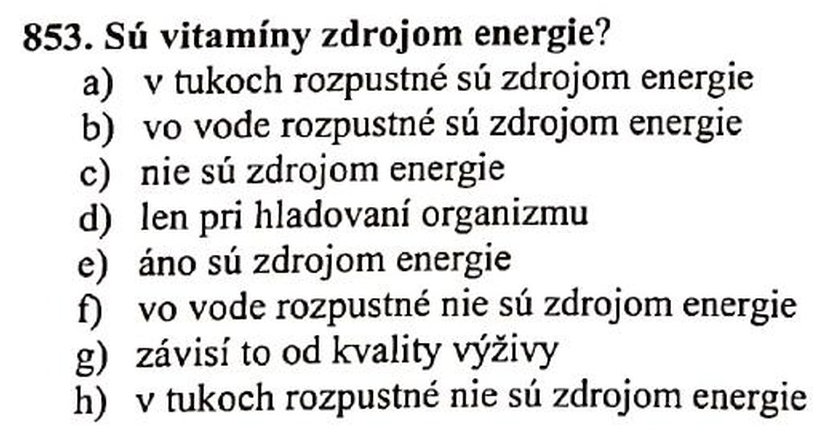 853. Sú vitamíny zdrojom energie?
a) v tukoch rozpustné sú zdrojom energie
b) vo vode rozpustné sú zdrojom energie
c) nie sú zdrojom energie
d) len pri hladovaní organizmu
e) áno sú zdrojom energie
f) vo vode rozpustné nie sú zdrojom energie
g) závisí to od kvality výživy
h) v tukoch rozpustné nie sú zdrojom energie